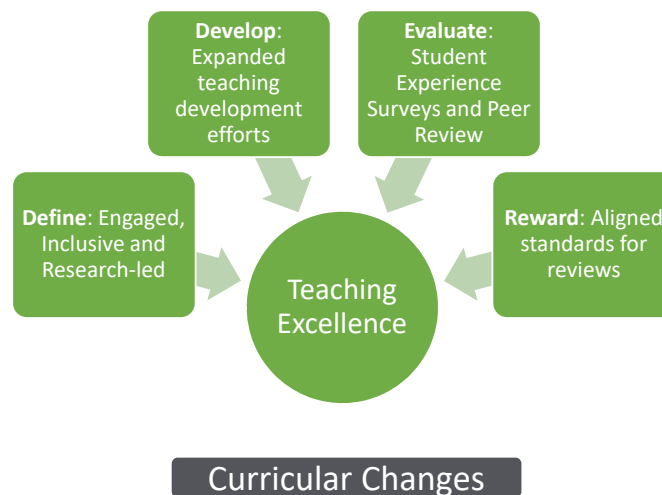 Develop:
Expanded
teaching
development
efforts
Evaluate:
Student
Experience
Surveys and Peer
Review
Define: Engaged,
Inclusive and
Research-led
Reward: Aligned
standards for
reviews
Teaching
Excellence
Curricular Changes